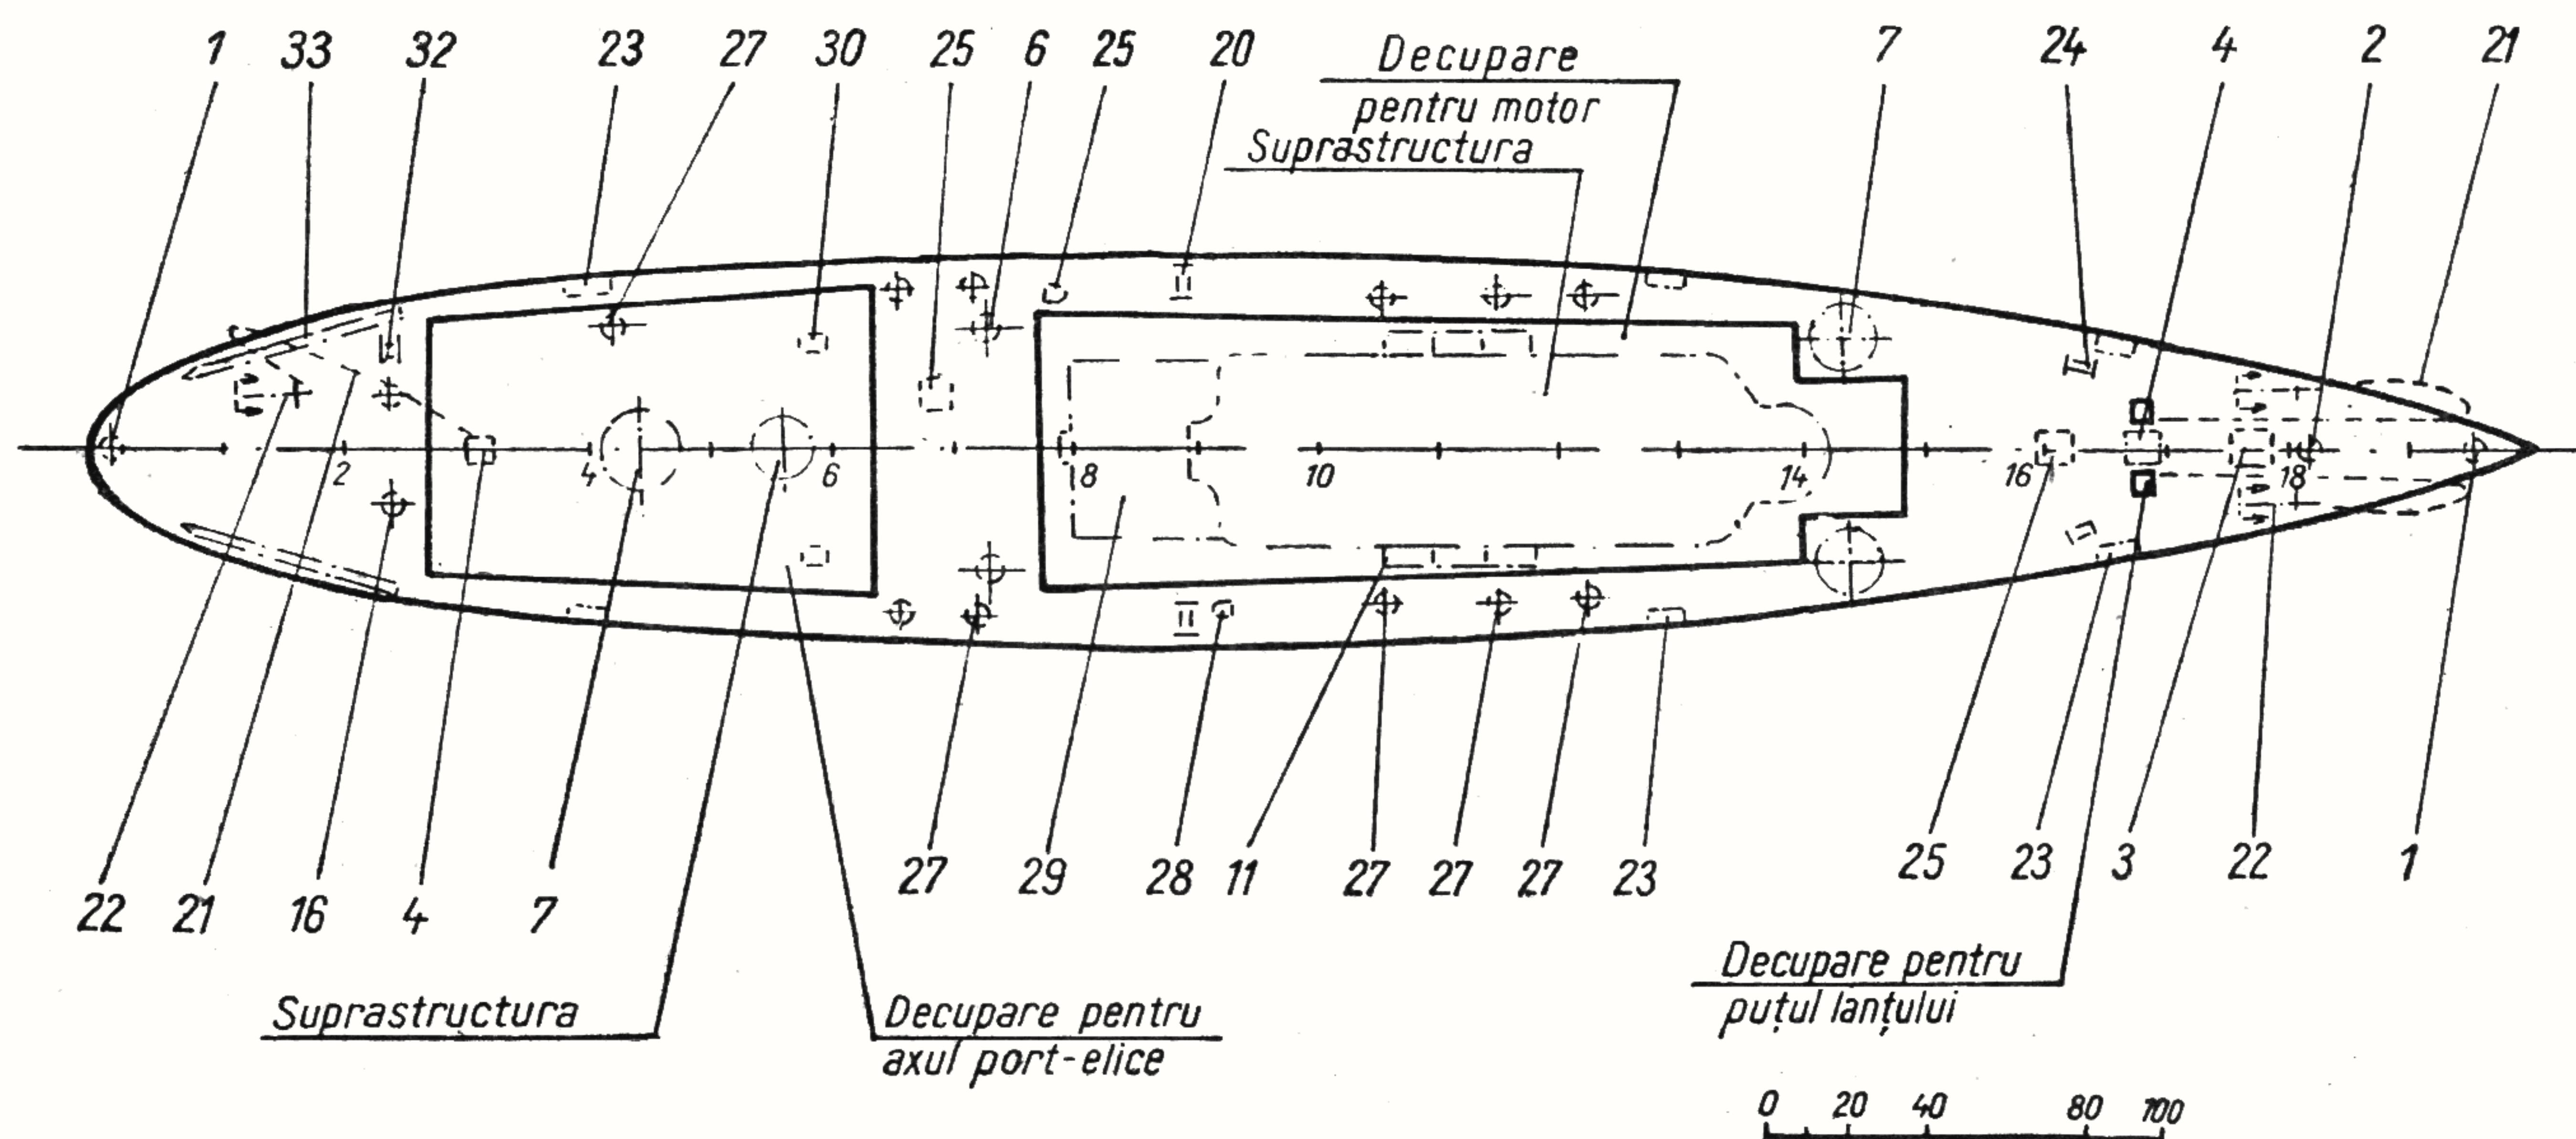 1 33 32 23 27 30 25 6 25 20 Decupare 7 24 4 2 21
pentru motor
Suprastructura
2 4 6 8 10 14 16 18
27 29 28 11 27 27 27 23 25 23 3 22 1
22 21 16 4 7
Decupare pentru
puțul lanțului
Suprastructura Decupare pentru
axul port-elice
0 20 40 80 100